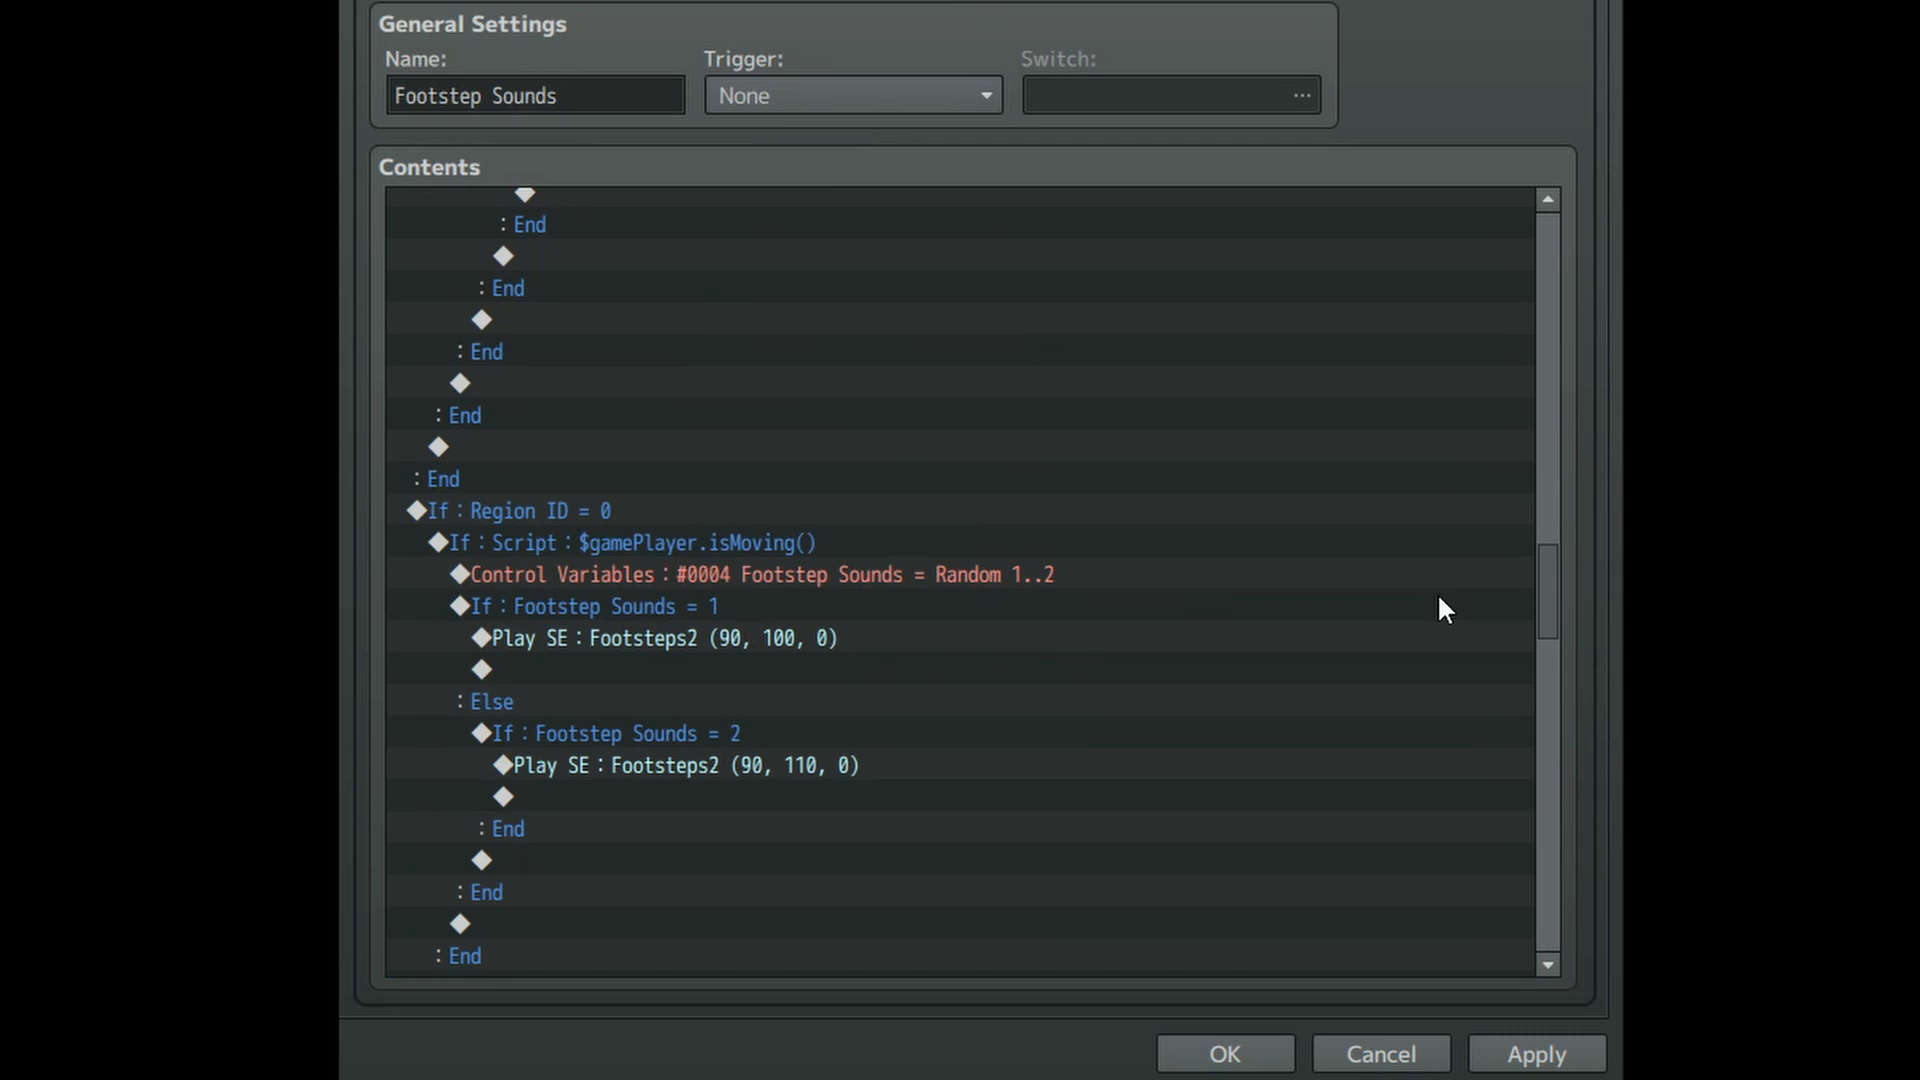 General Settings
Name: Trigger: Switch:
Footstep Sounds None ...
Contents
◆
: End
◆
: End
◆
: End
◆
: End
◆
: End
◆If : Region ID = 0
◆If : Script : $gamePlayer.isMoving()
◆Control Variables : #0004 Footstep Sounds = Random 1..2
◆If : Footstep Sounds = 1
◆Play SE : Footsteps2 (90, 100, 0)
◆
: Else
◆If : Footstep Sounds = 2
◆Play SE : Footsteps2 (90, 110, 0)
◆
: End
◆
: End
◆
: End
OK Cancel Apply